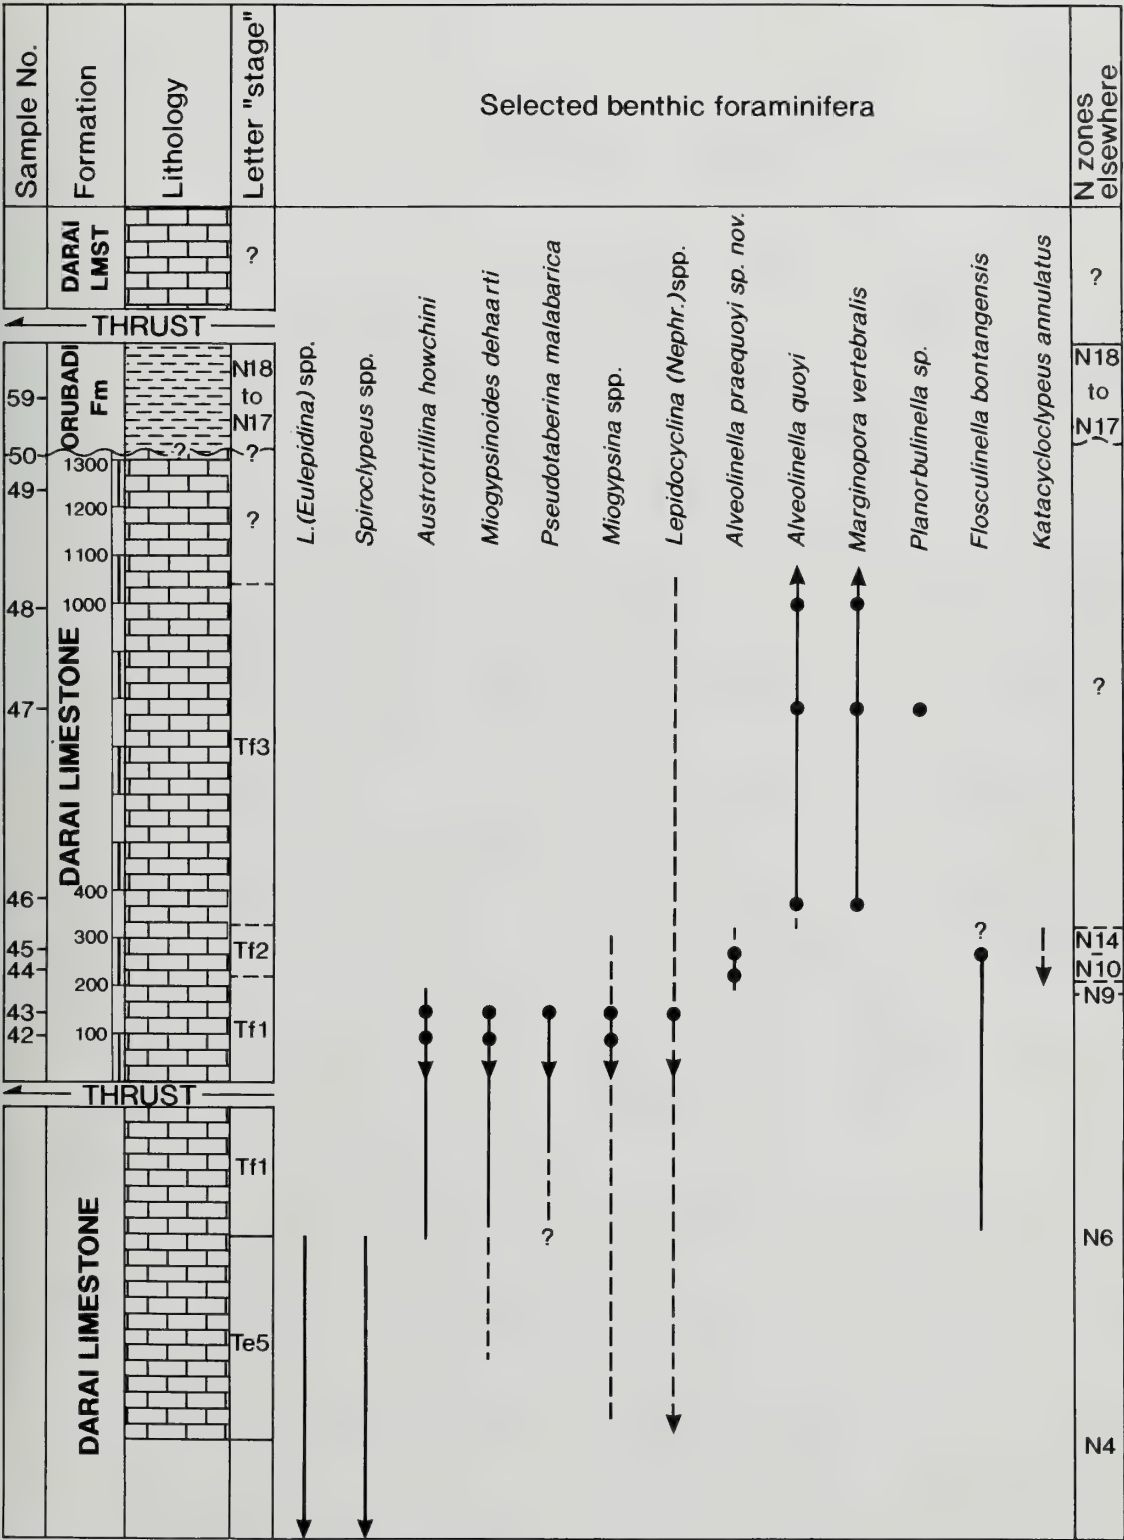 Sample No.
Formation
Lithology
Letter "stage"
Selected benthic foraminifera
N zones
elsewhere
DARAI
LMST
?
?
THRUST
ORUBADI
Fm
N18
to
N17
N18
to
N17
59
50
49
48
47
46
45
44
43
42
?
?
?
1300
1200
1100
1000
400
300
200
100
DARAI LIMESTONE
Tf3
Tf2
Tf1
L.(Eulepidina) spp.
Spiroclypeus spp.
Austrotrillina howchini
Miogypsinoides dehaarti
Pseudotaberina malabarica
Miogypsina spp.
Lepidocyclina (Nephr.) spp.
Alveolinella praequoyi sp. nov.
Alveolinella quoyi
Marginopora vertebralis
Planorbulinella sp.
Flosculinella bontangensis
Katacycloclypeus annulatus
?
?
N14
N10
N9
THRUST
DARAI LIMESTONE
Tf1
Te5
?
N6
N4